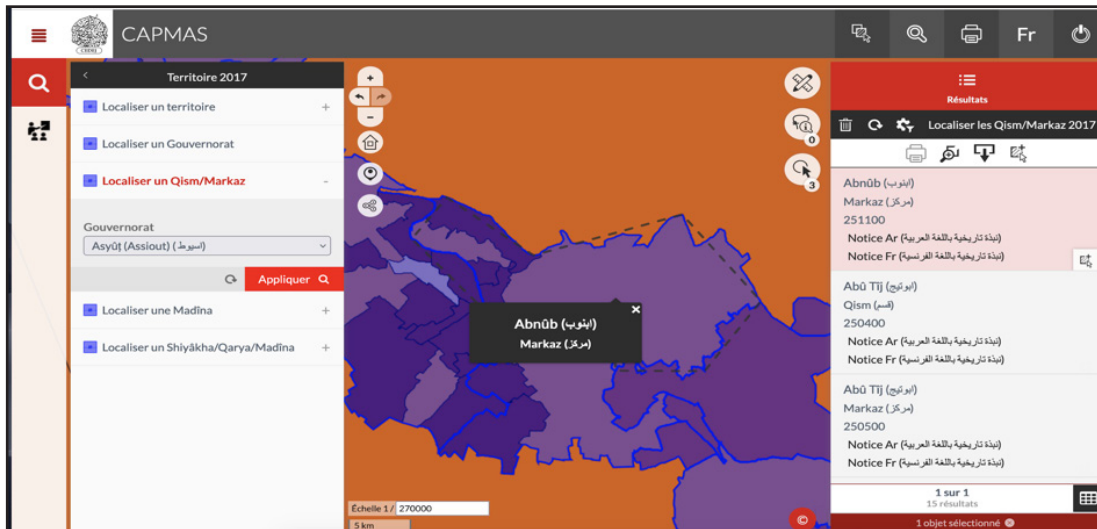 CAPMAS
Fr
Territoire 2017
Localiser un territoire
Localiser un Gouvernorat
Localiser un Qism/Markaz
Gouvernorat
Asyūṭ (Assiout) (اسيوط)
Appliquer
Localiser une Madîna
Localiser un Shiyâkha/Qarya/Madîna
0
3
Abnûb (ابنوب)
Markaz (مركز)
Échelle 1 / 270000
5 km
©
Résultats
Localiser les Qism/Markaz 2017
Abnûb (ابنوب)
Markaz (مركز)
251100
Notice Ar (نبذة تاريخية باللغة العربية)
Notice Fr (نبذة تاريخية باللغة الفرنسية)
Abû Tîj (ابوتيج)
Qism (قسم)
250400
Notice Ar (نبذة تاريخية باللغة العربية)
Notice Fr (نبذة تاريخية باللغة الفرنسية)
Abû Tîj (ابوتيج)
Markaz (مركز)
250500
Notice Ar (نبذة تاريخية باللغة العربية)
Notice Fr (نبذة تاريخية باللغة الفرنسية)
1 sur 1
15 résultats
1 objet sélectionné